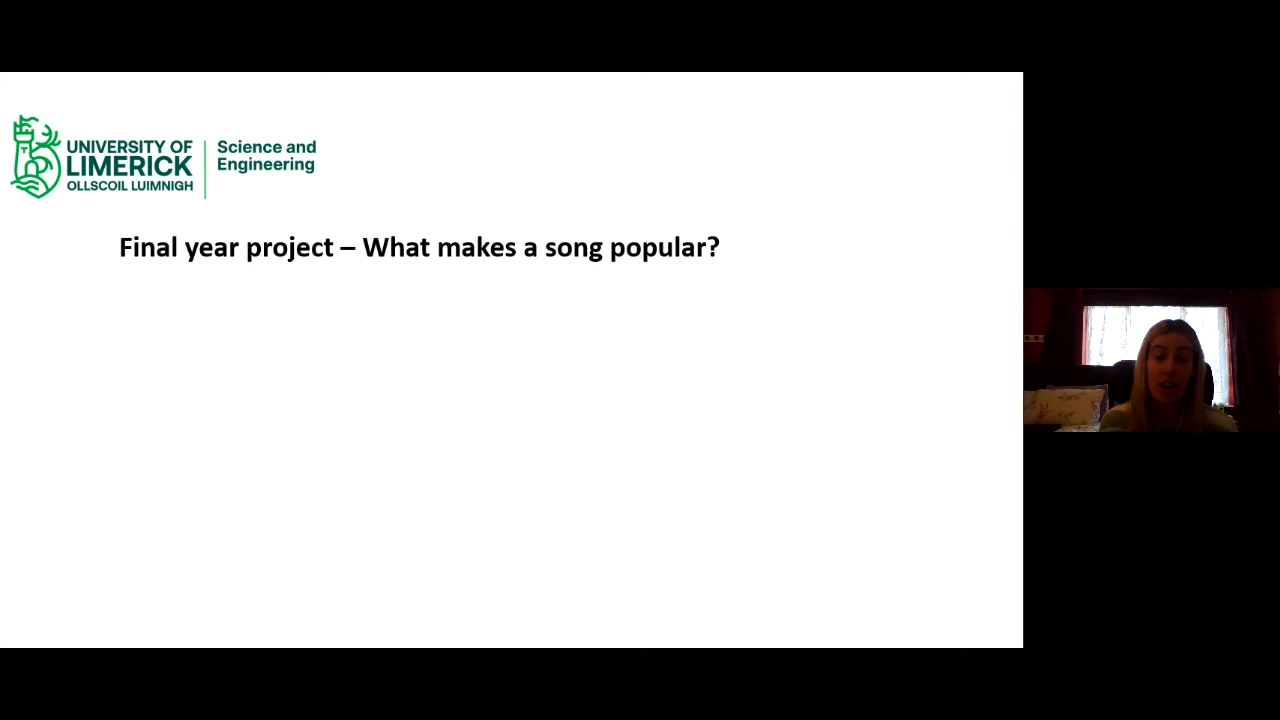 UNIVERSITY OF
LIMERICK
OLLSCOIL LUIMNIGH
Science and
Engineering
Final year project – What makes a song popular?